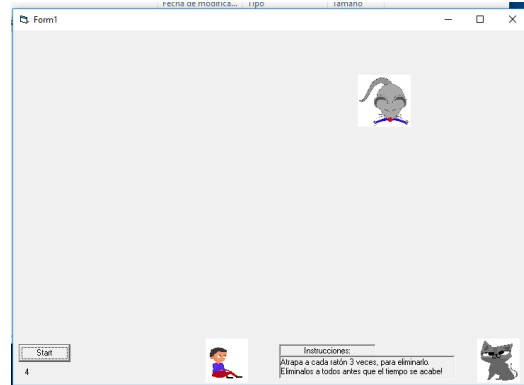 Fecha de modifica... Tipo Tamaño
Form1
Start
4
Instrucciones:
Atrapa a cada ratón 3 veces, para eliminarlo.
Eliminalos a todos antes que el tiempo se acabe!